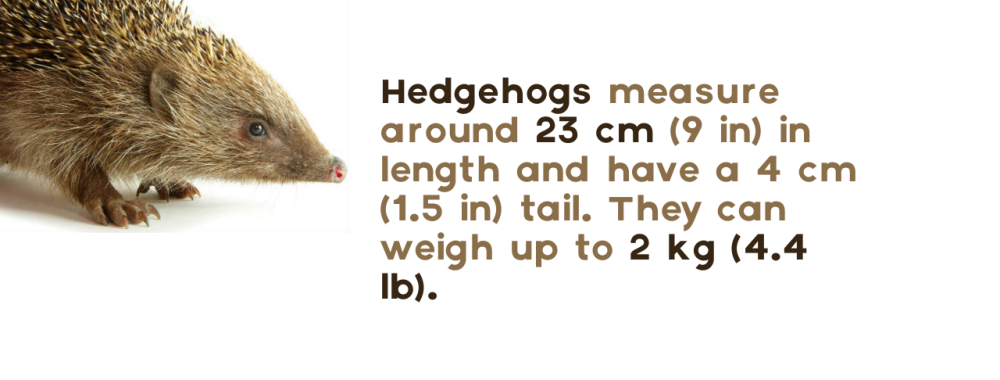 Hedgehogs measure
around 23 cm (9 in) in
length and have a 4 cm
(1.5 in) tail. They can
weigh up to 2 kg (4.4
lb).